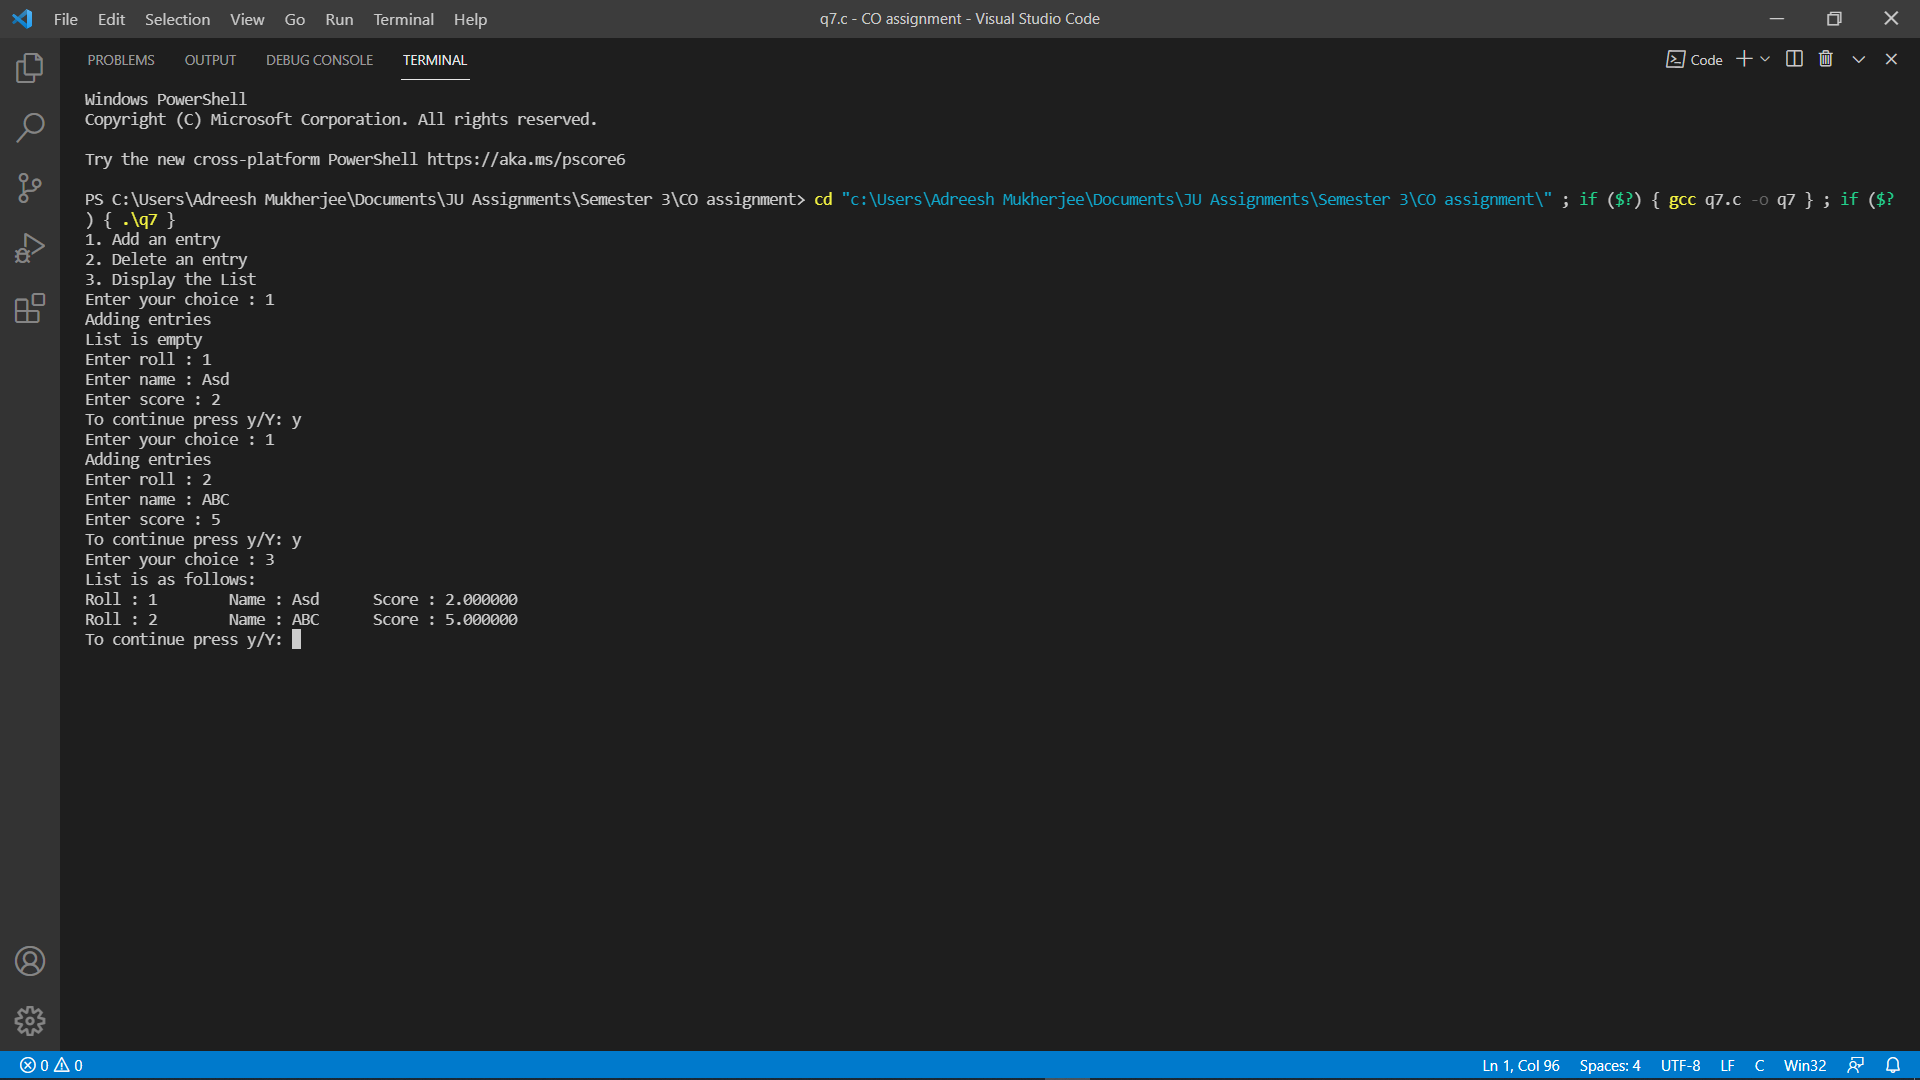 File Edit Selection View Go Run Terminal Help q7.c - CO assignment - Visual Studio Code
PROBLEMS OUTPUT DEBUG CONSOLE TERMINAL Code
Windows PowerShell
Copyright (C) Microsoft Corporation. All rights reserved.
Try the new cross-platform PowerShell https://aka.ms/pscore6
PS C:\Users\Adreesh Mukherjee\Documents\JU Assignments\Semester 3\CO assignment> cd "c:\Users\Adreesh Mukherjee\Documents\JU Assignments\Semester 3\CO assignment\" ; if ($?) { gcc q7.c -o q7 } ; if ($?
) { .\q7 }
1. Add an entry
2. Delete an entry
3. Display the List
Enter your choice : 1
Adding entries
List is empty
Enter roll : 1
Enter name : Asd
Enter score : 2
To continue press y/Y: y
Enter your choice : 1
Adding entries
Enter roll : 2
Enter name : ABC
Enter score : 5
To continue press y/Y: y
Enter your choice : 3
List is as follows:
Roll : 1 Name : Asd Score : 2.000000
Roll : 2 Name : ABC Score : 5.000000
To continue press y/Y:
0 0 Ln 1, Col 96 Spaces: 4 UTF-8 LF C Win32